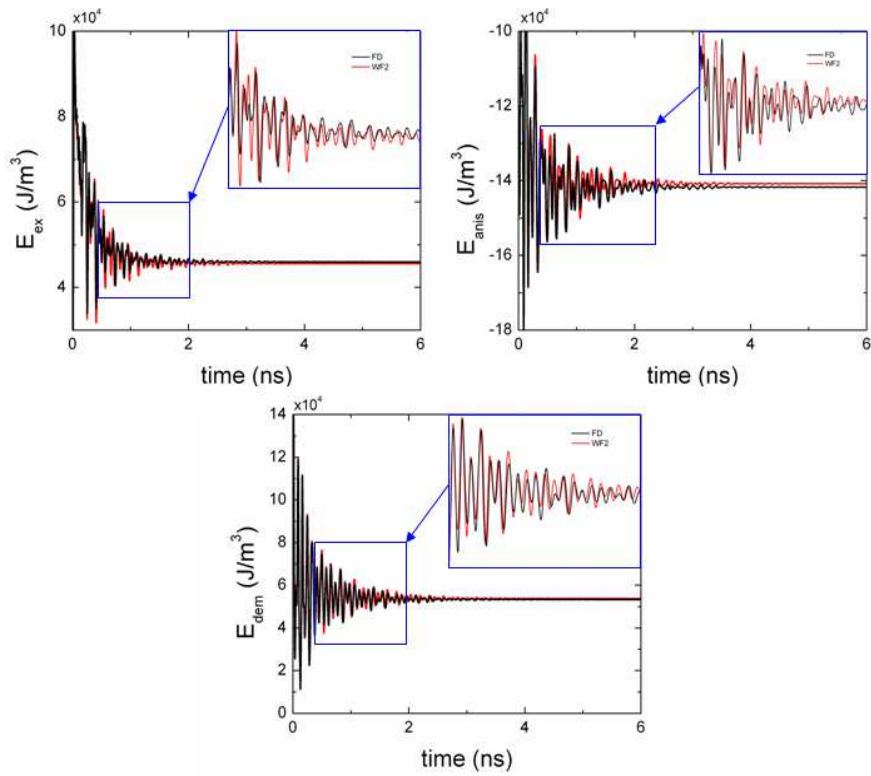 x10⁴
10
8
6
4
E_ex (J/m³)
0
2
4
6
time (ns)
FD
WF2
x10⁴
-10
-12
-14
-16
-18
E_anis (J/m³)
0
2
4
6
time (ns)
FD
WF2
x10⁴
14
12
10
8
6
4
2
0
E_dem (J/m³)
0
2
4
6
time (ns)
FD
WF2